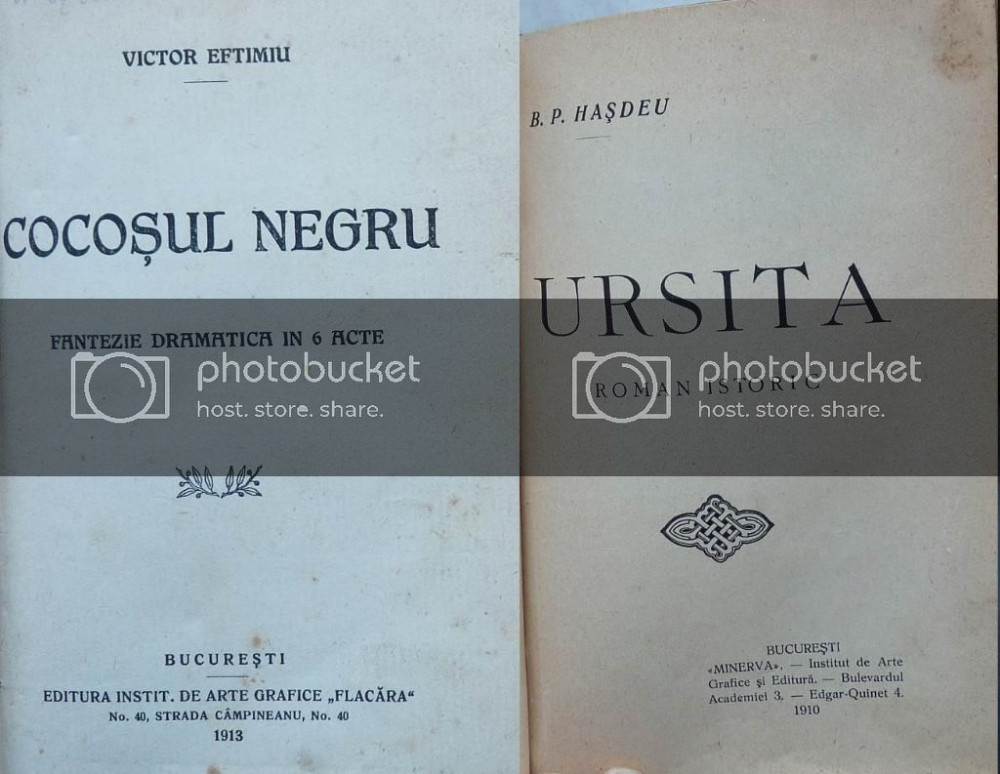 VICTOR EFTIMIU
COCOȘUL NEGRU
FANTEZIE DRAMATICA IN 6 ACTE
photobucket
host. store. share.
BUCUREȘTI
EDITURA INSTIT. DE ARTE GRAFICE „FLACĂRA“
No. 40, STRADA CÂMPINEANU, No. 40
1913
B. P. HAȘDEU
URSITA
ROMAN ISTORIC
photobucket
host. store. share.
BUCUREȘTI
«MINERVA». — Institut de Arte
Grafice și Editură. — Bulevardul
Academiei 3. — Edgar-Quinet 4.
1910